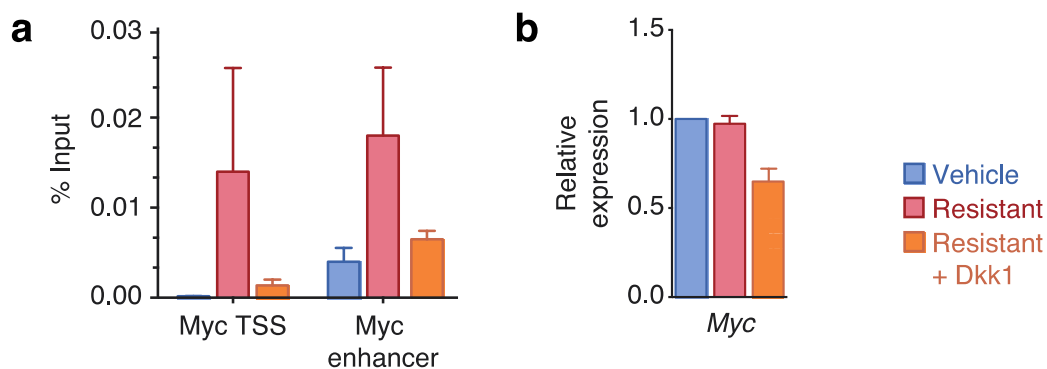 a
% Input
0.03
0.02
0.01
0.00
Myc TSS
Myc
enhancer
b
Relative
expression
1.5
1.0
0.5
0.0
Myc
Vehicle
Resistant
Resistant
+ Dkk1